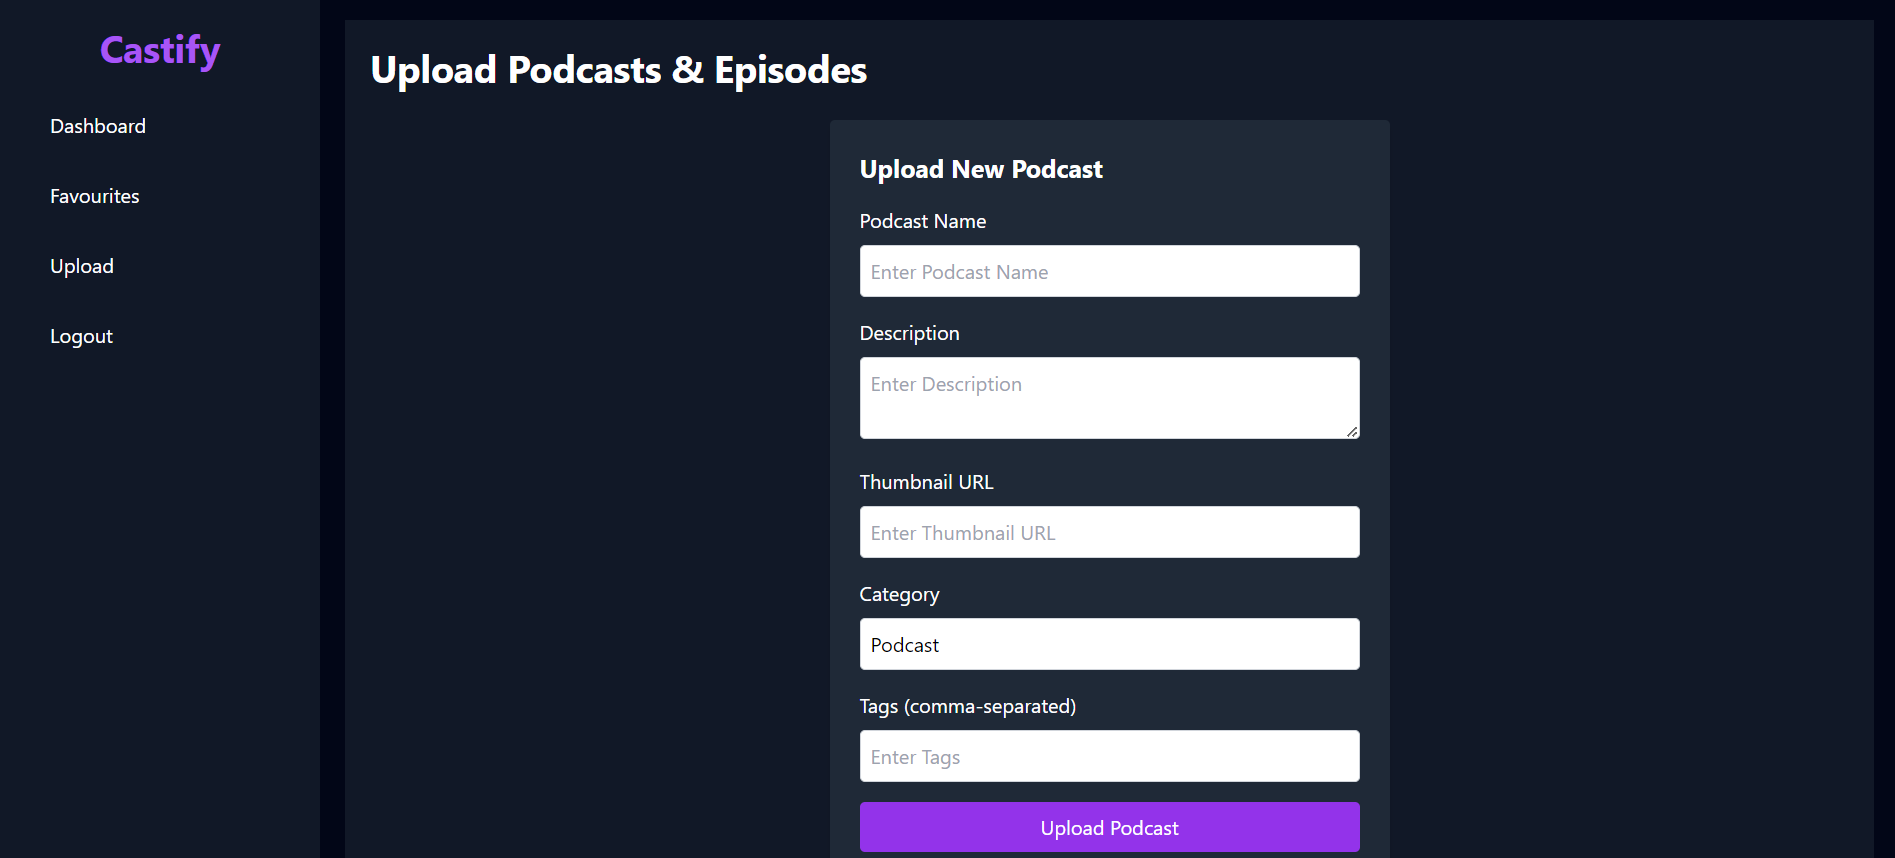 Castify
Dashboard
Favourites
Upload
Logout
Upload Podcasts & Episodes
Upload New Podcast
Podcast Name
Enter Podcast Name
Description
Enter Description
Thumbnail URL
Enter Thumbnail URL
Category
Podcast
Tags (comma-separated)
Enter Tags
Upload Podcast